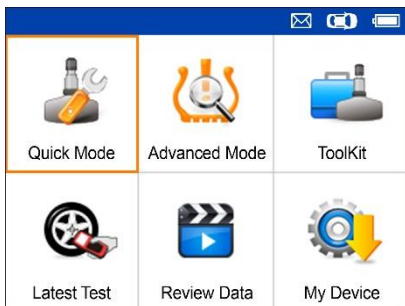 Quick Mode
Advanced Mode
ToolKit
Latest Test
Review Data
My Device